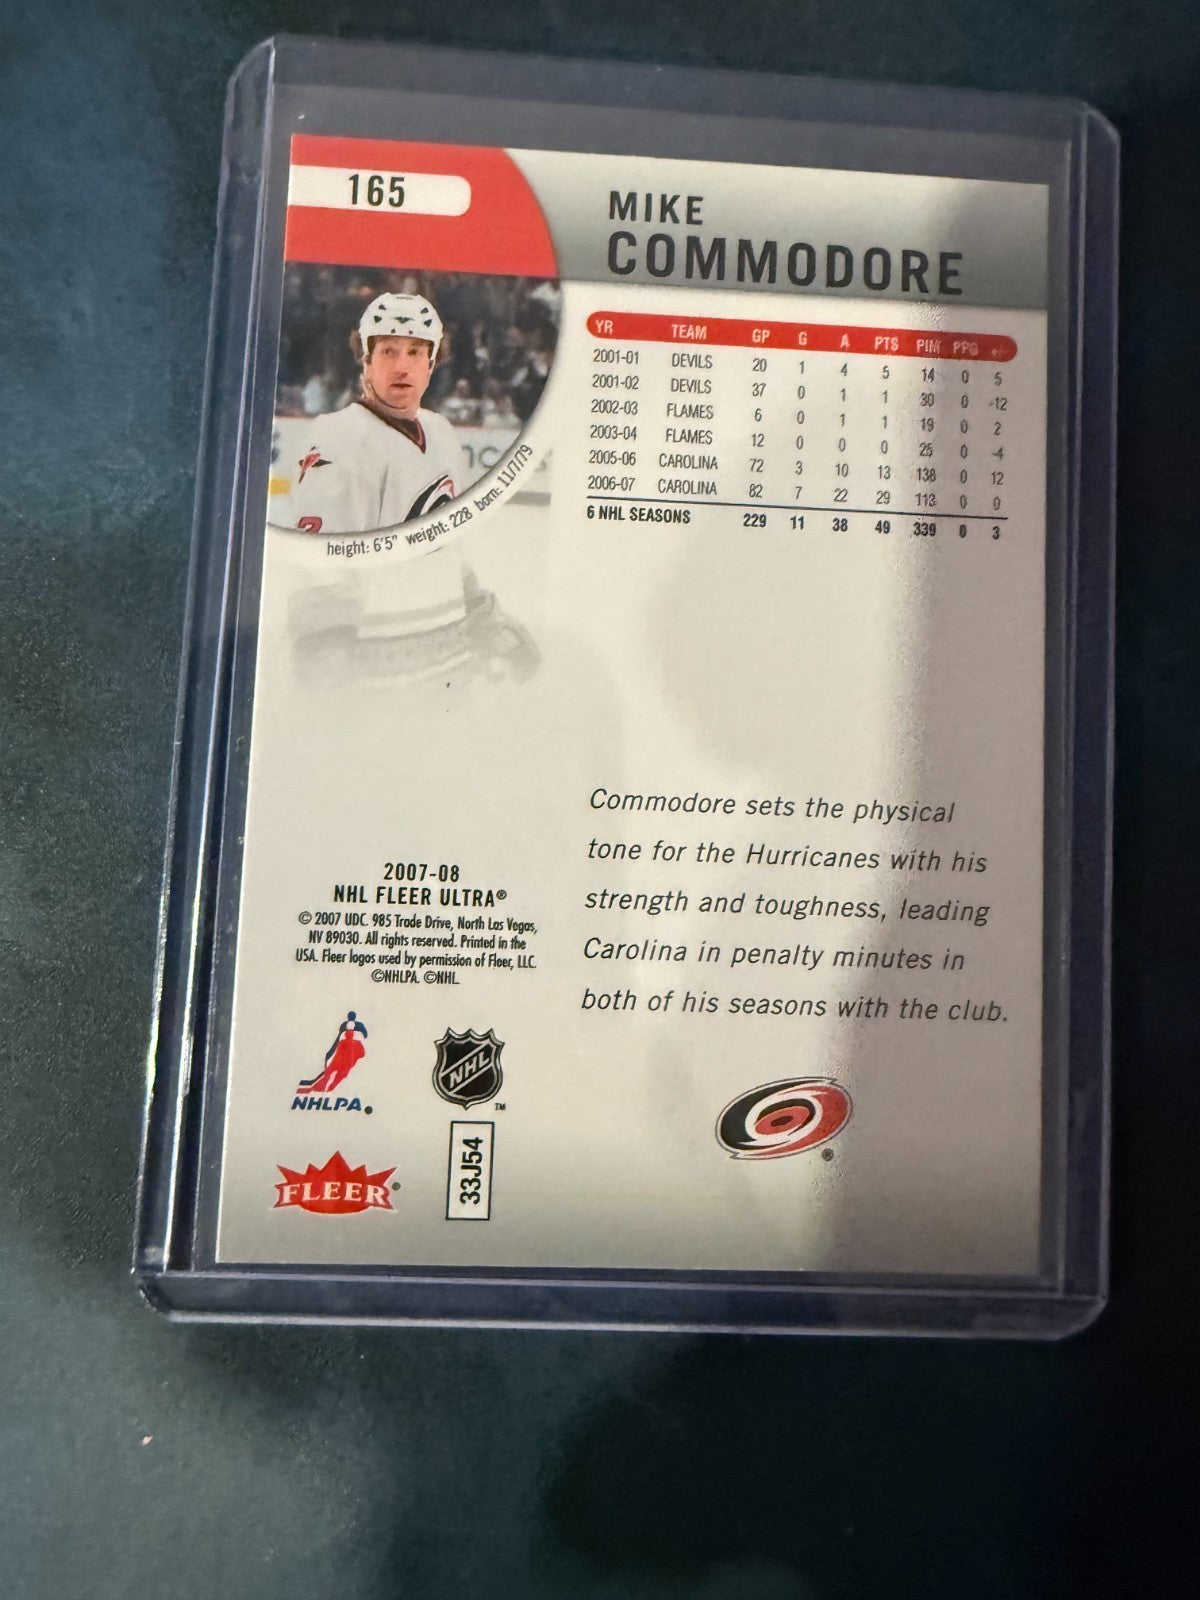 165
MIKE
COMMODORE
YR TEAM GP G A PTS PIM PPG +/-
2001-01 DEVILS 20 1 4 5 14 0 5
2001-02 DEVILS 37 0 1 1 30 0 -12
2002-03 FLAMES 6 0 1 1 19 0 2
2003-04 FLAMES 12 0 0 0 25 0 -4
2005-06 CAROLINA 72 3 10 13 138 0 12
2006-07 CAROLINA 82 7 22 29 113 0 0
6 NHL SEASONS 229 11 38 49 339 0 3
height: 6'5" weight: 228 born: 11/7/79
Commodore sets the physical
tone for the Hurricanes with his
strength and toughness, leading
Carolina in penalty minutes in
both of his seasons with the club.
2007-08
NHL FLEER ULTRA®
© 2007 UDC. 985 Trade Drive, North Las Vegas,
NV 89030. All rights reserved. Printed in the
USA. Fleer logos used by permission of Fleer, LLC.
©NHLPA. ©NHL
NHLPA®
NHL TM
FLEER®
33J54
®